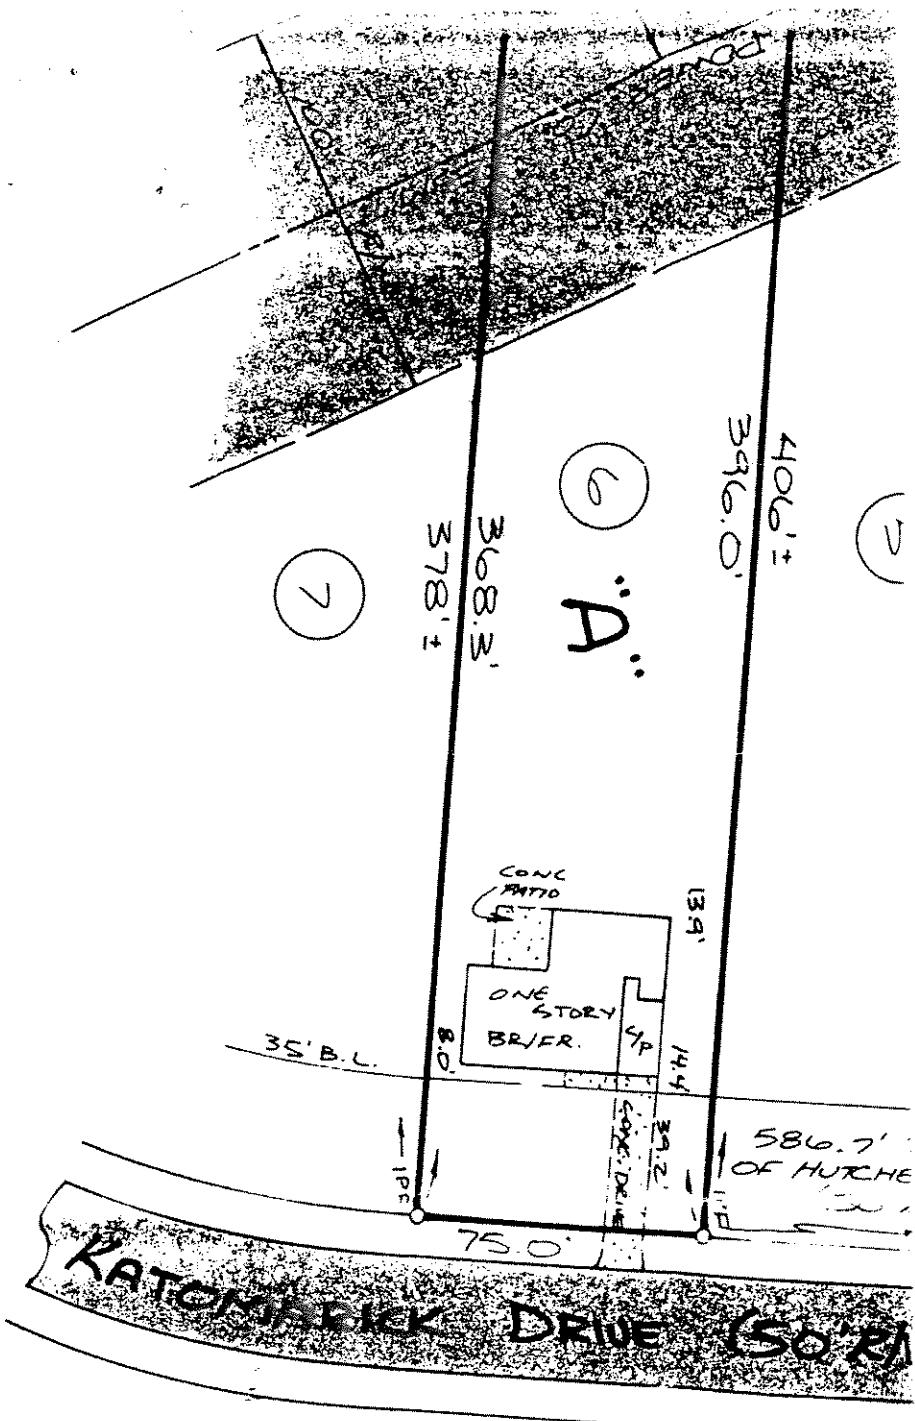 POWER
406'±
396.0'
6
368.3'
378'±
7
"A"
CONC
PATIO
13.9'
ONE
STORY
BR/FR.
C/P
8.0'
14.4'
35' B.L.
CONC. DRIVE
39.2'
586.7'
OF HUTCHE
IPF
75.0'
DRIVE (50' R/